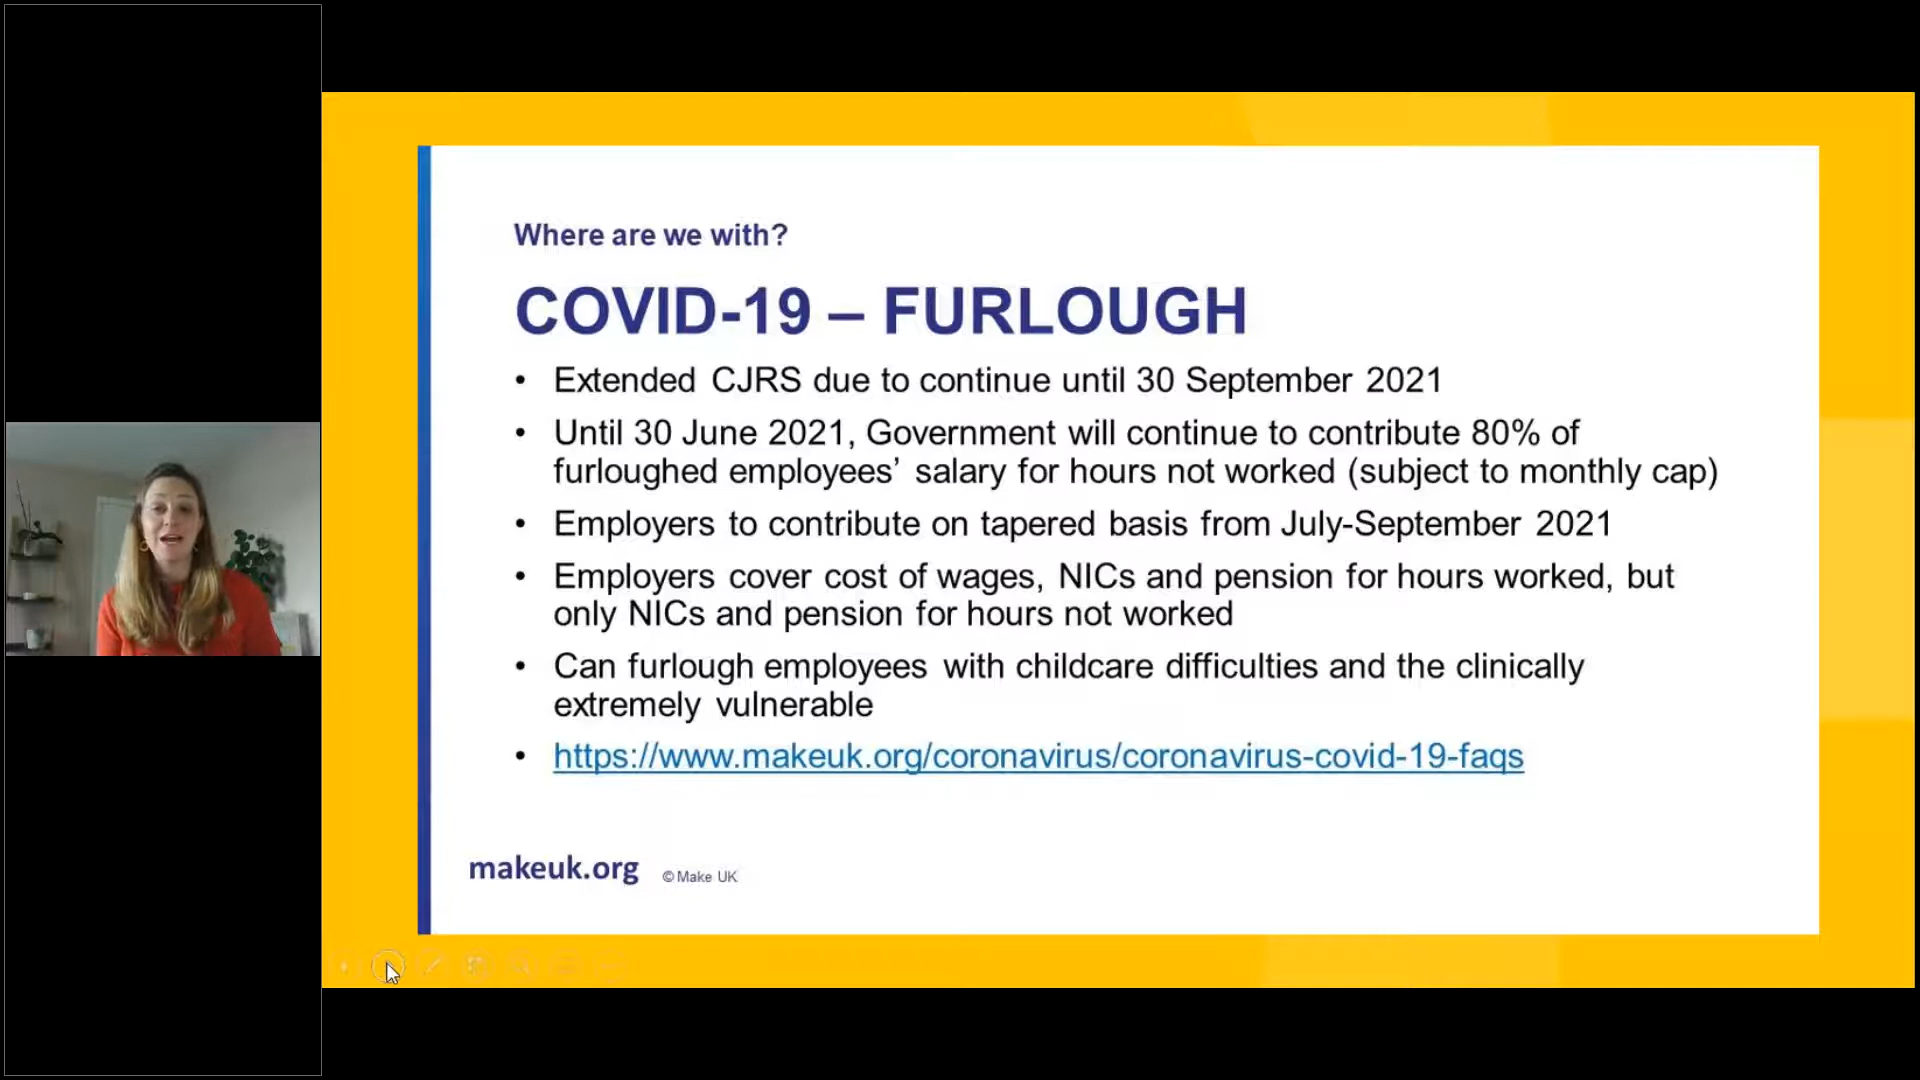 Where are we with?
COVID-19 – FURLOUGH
• Extended CJRS due to continue until 30 September 2021
• Until 30 June 2021, Government will continue to contribute 80% of
furloughed employees’ salary for hours not worked (subject to monthly cap)
• Employers to contribute on tapered basis from July-September 2021
• Employers cover cost of wages, NICs and pension for hours worked, but
only NICs and pension for hours not worked
• Can furlough employees with childcare difficulties and the clinically
extremely vulnerable
• https://www.makeuk.org/coronavirus/coronavirus-covid-19-faqs
makeuk.org © Make UK